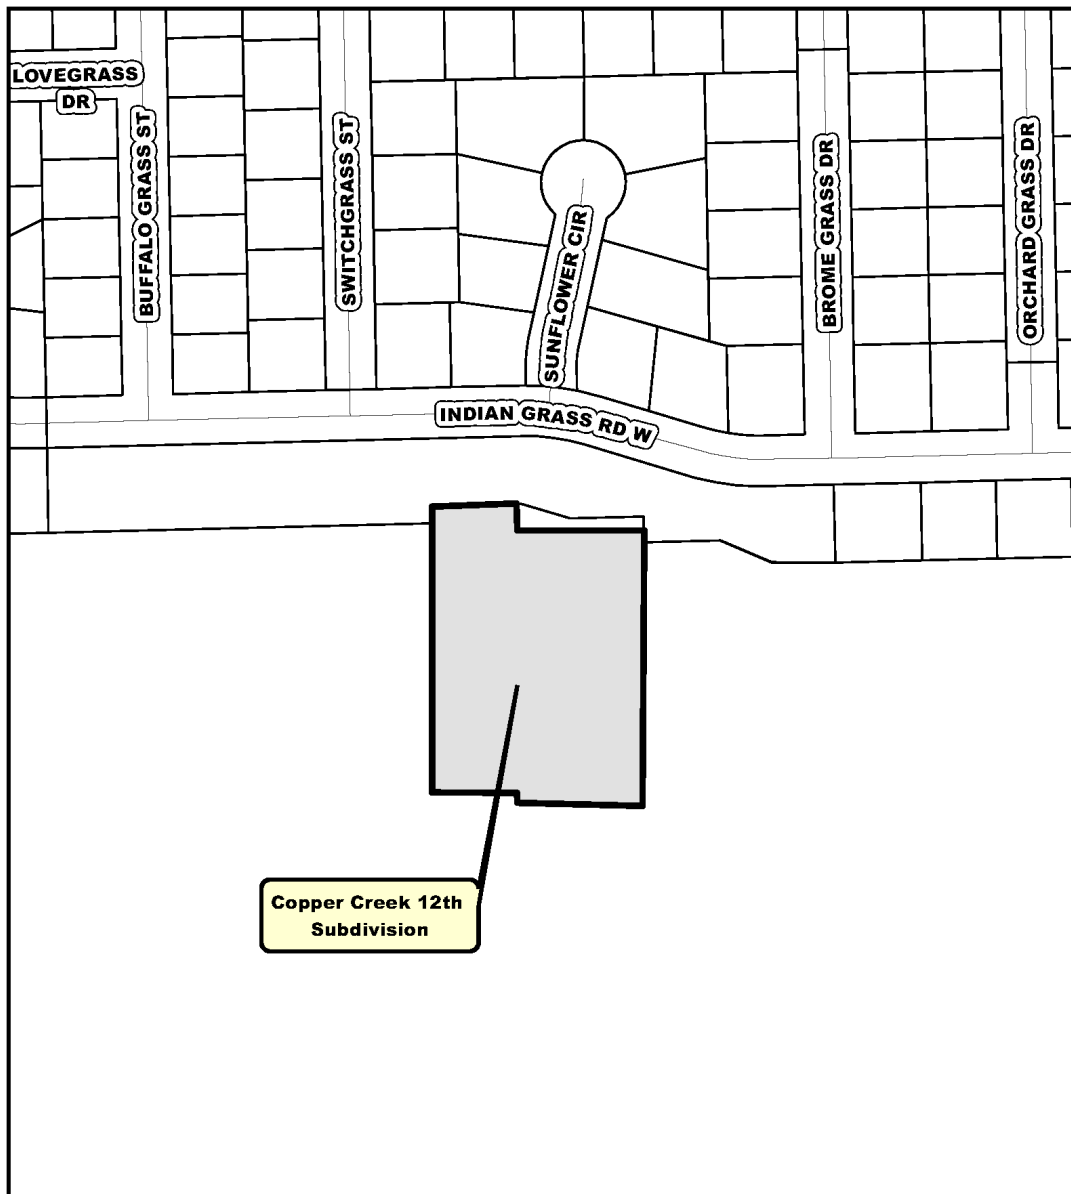 LOVEGRASS
DR
BUFFALO GRASS ST
SWITCHGRASS ST
SUNFLOWER CIR
BROME GRASS DR
ORCHARD GRASS DR
INDIAN GRASS RD W
Copper Creek 12th
Subdivision